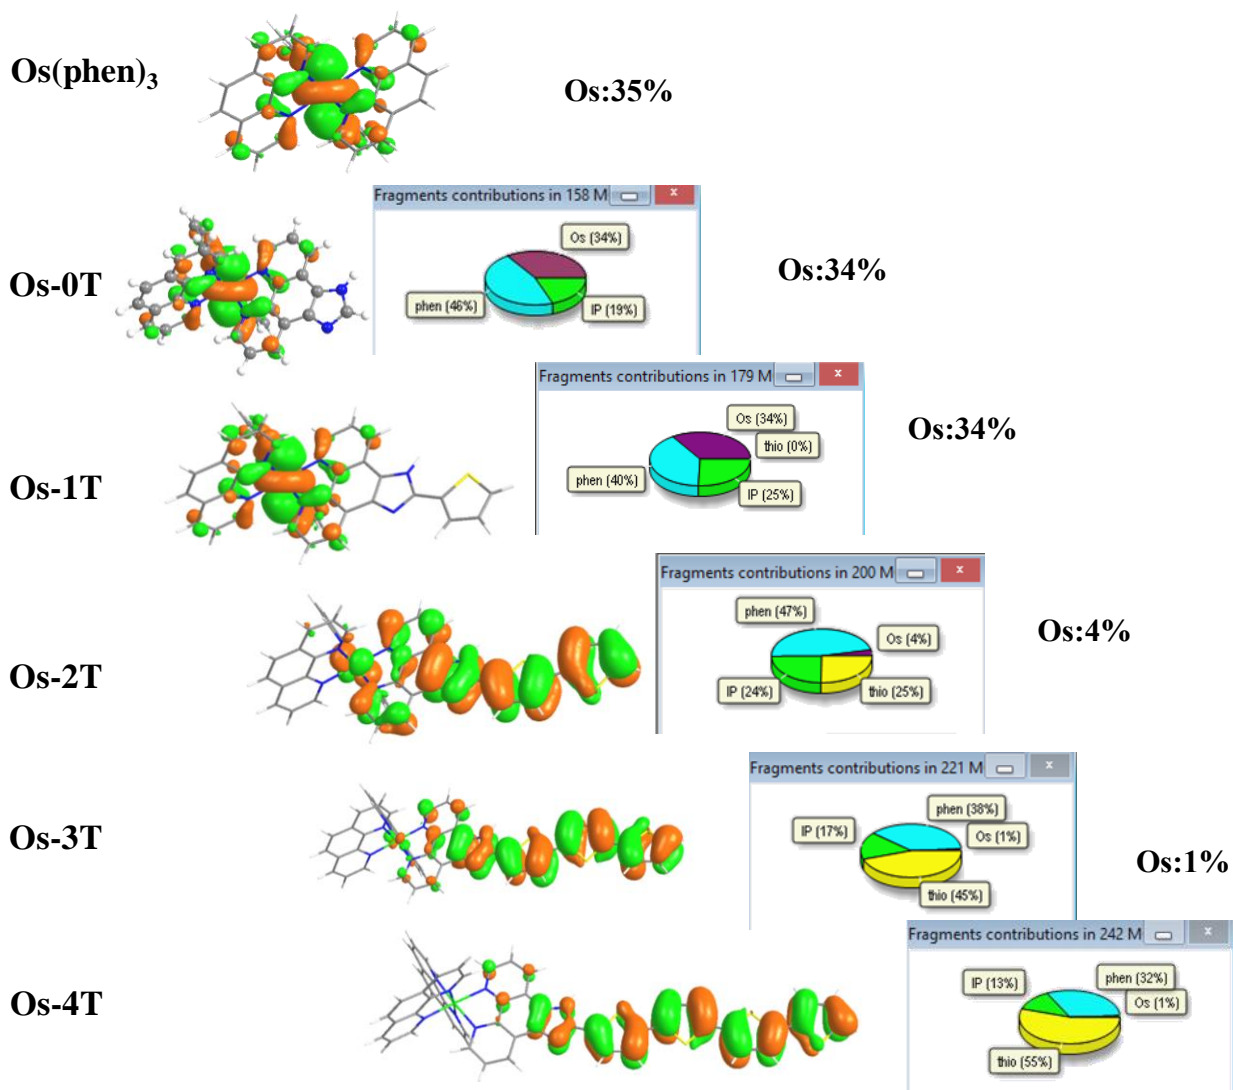 Os(phen)₃
Os:35%
Fragments contributions in 158 M
x
Os (34%)
phen (46%)
IP (19%)
Os-0T
Os:34%
Fragments contributions in 179 M
x
Os (34%)
thio (0%)
phen (40%)
IP (25%)
Os-1T
Os:34%
Fragments contributions in 200 M
x
phen (47%)
Os (4%)
IP (24%)
thio (25%)
Os-2T
Os:4%
Fragments contributions in 221 M
x
phen (38%)
IP (17%)
Os (1%)
thio (45%)
Os-3T
Os:1%
Fragments contributions in 242 M
x
IP (13%)
phen (32%)
Os (1%)
thio (55%)
Os-4T